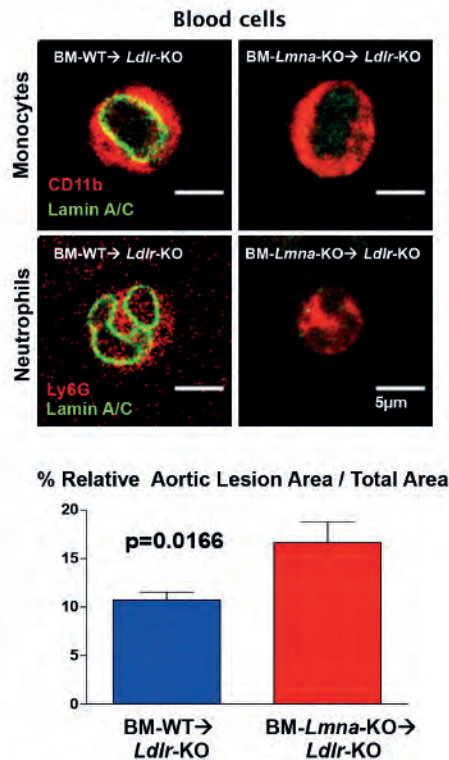 Blood cells
Monocytes
BM-WT→ Ldlr-KO
CD11b
Lamin A/C
BM-Lmna-KO→ Ldlr-KO
Neutrophils
BM-WT→ Ldlr-KO
Ly6G
Lamin A/C
BM-Lmna-KO→ Ldlr-KO
5µm
% Relative Aortic Lesion Area / Total Area
20
15
10
5
0
p=0.0166
BM-WT→
Ldlr-KO
BM-Lmna-KO→
Ldlr-KO